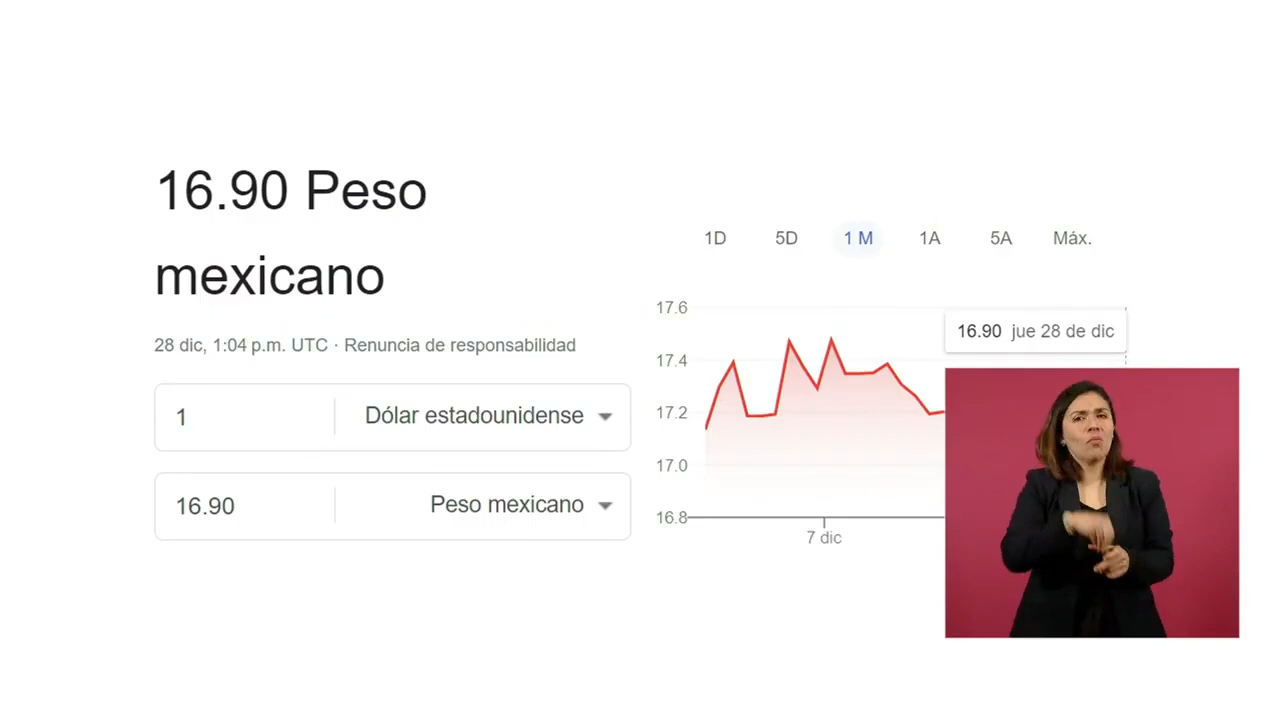 16.90 Peso
mexicano
28 dic, 1:04 p.m. UTC · Renuncia de responsabilidad
1 Dólar estadounidense
16.90 Peso mexicano
1D 5D 1 M 1A 5A Máx.
17.6
16.90 jue 28 de dic
17.4
17.2
17.0
16.8
7 dic